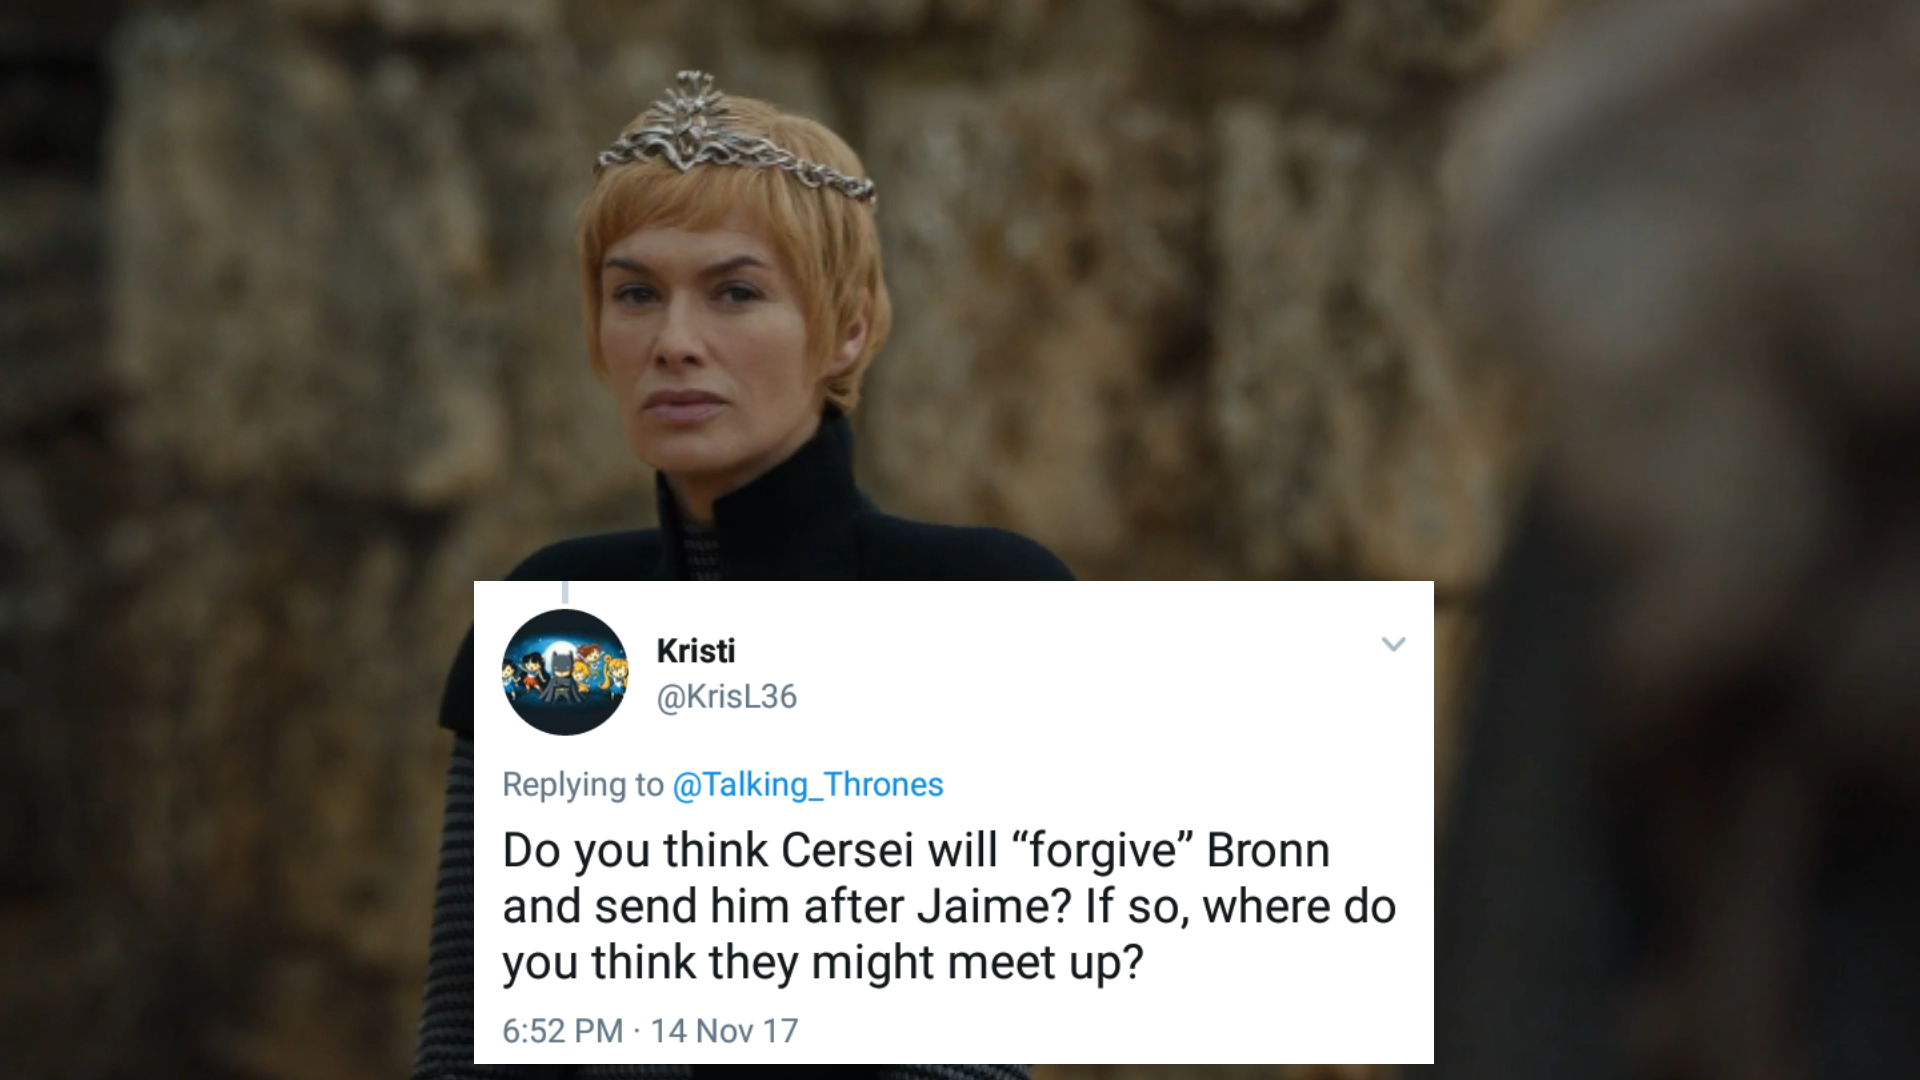 Kristi
@KrisL36
Replying to @Talking_Thrones
Do you think Cersei will “forgive” Bronn
and send him after Jaime? If so, where do
you think they might meet up?
6:52 PM · 14 Nov 17